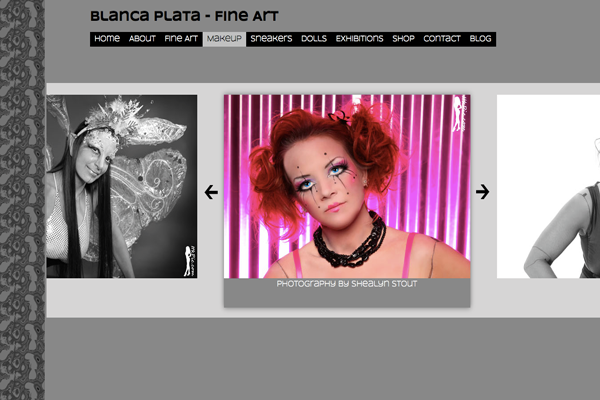 Blanca Plata - Fine Art
Home About Fine Art Makeup Sneakers Dolls Exhibitions Shop Contact Blog
Photography by Shealyn Stout